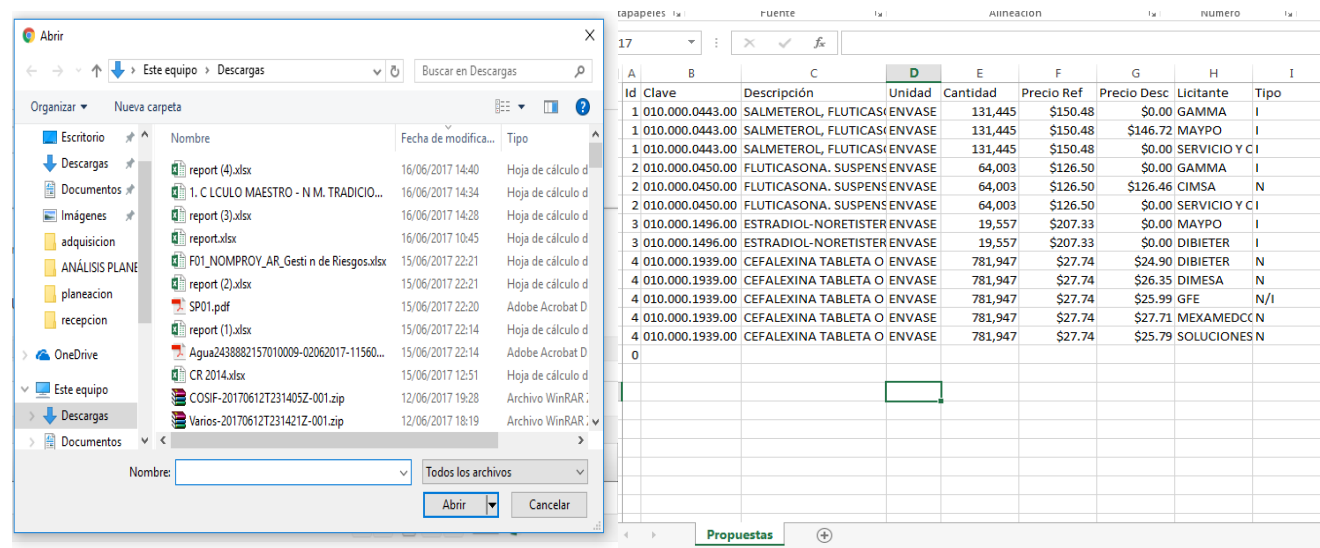 Abrir
Este equipo > Descargas
Buscar en Descargas
Organizar
Nueva carpeta
Escritorio
Descargas
Documentos
Imágenes
adquisicion
ANÁLISIS PLANE
planeacion
recepcion
OneDrive
Este equipo
Descargas
Documentos
Nombre Fecha de modifica... Tipo
report (4).xlsx 16/06/2017 14:40 Hoja de cálculo d
1. C LCULO MAESTRO - N M. TRADICIO... 16/06/2017 14:34 Hoja de cálculo d
report (3).xlsx 16/06/2017 14:28 Hoja de cálculo d
report.xlsx 16/06/2017 10:45 Hoja de cálculo d
F01_NOMPROY_AR_Gesti n de Riesgos.xlsx 15/06/2017 22:21 Hoja de cálculo d
report (2).xlsx 15/06/2017 22:21 Hoja de cálculo d
SP01.pdf 15/06/2017 22:20 Adobe Acrobat D
report (1).xlsx 15/06/2017 22:14 Hoja de cálculo d
Agua2438882157010009-02062017-11560... 15/06/2017 22:14 Adobe Acrobat D
CR 2014.xlsx 15/06/2017 12:51 Hoja de cálculo d
COSIF-20170612T231405Z-001.zip 12/06/2017 19:28 Archivo WinRAR
Varios-20170612T231421Z-001.zip 12/06/2017 18:19 Archivo WinRAR
Nombre:
Todos los archivos
Abrir
Cancelar
tapapeles Fuente Alineación Número
17 fx
A B C D E F G H I
Id Clave Descripción Unidad Cantidad Precio Ref Precio Desc Licitante Tipo
1 010.000.0443.00 SALMETEROL, FLUTICAS ENVASE 131,445 $150.48 $0.00 GAMMA I
1 010.000.0443.00 SALMETEROL, FLUTICAS ENVASE 131,445 $150.48 $146.72 MAYPO I
1 010.000.0443.00 SALMETEROL, FLUTICAS ENVASE 131,445 $150.48 $0.00 SERVICIO Y C I
2 010.000.0450.00 FLUTICASONA. SUSPENS ENVASE 64,003 $126.50 $0.00 GAMMA I
2 010.000.0450.00 FLUTICASONA. SUSPENS ENVASE 64,003 $126.50 $126.46 CIMSA N
2 010.000.0450.00 FLUTICASONA. SUSPENS ENVASE 64,003 $126.50 $0.00 SERVICIO Y C I
3 010.000.1496.00 ESTRADIOL-NORETISTER ENVASE 19,557 $207.33 $0.00 MAYPO I
3 010.000.1496.00 ESTRADIOL-NORETISTER ENVASE 19,557 $207.33 $0.00 DIBIETER I
4 010.000.1939.00 CEFALEXINA TABLETA O ENVASE 781,947 $27.74 $24.90 DIBIETER N
4 010.000.1939.00 CEFALEXINA TABLETA O ENVASE 781,947 $27.74 $26.35 DIMESA N
4 010.000.1939.00 CEFALEXINA TABLETA O ENVASE 781,947 $27.74 $25.99 GFE N/I
4 010.000.1939.00 CEFALEXINA TABLETA O ENVASE 781,947 $27.74 $27.71 MEXAMEDC N
4 010.000.1939.00 CEFALEXINA TABLETA O ENVASE 781,947 $27.74 $25.79 SOLUCIONES N
0
Propuestas